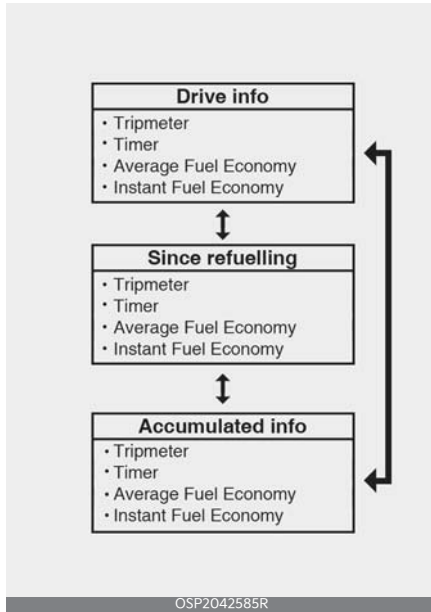 Drive info
• Tripmeter
• Timer
• Average Fuel Economy
• Instant Fuel Economy
Since refuelling
• Tripmeter
• Timer
• Average Fuel Economy
• Instant Fuel Economy
Accumulated info
• Tripmeter
• Timer
• Average Fuel Economy
• Instant Fuel Economy
OSP2042585R